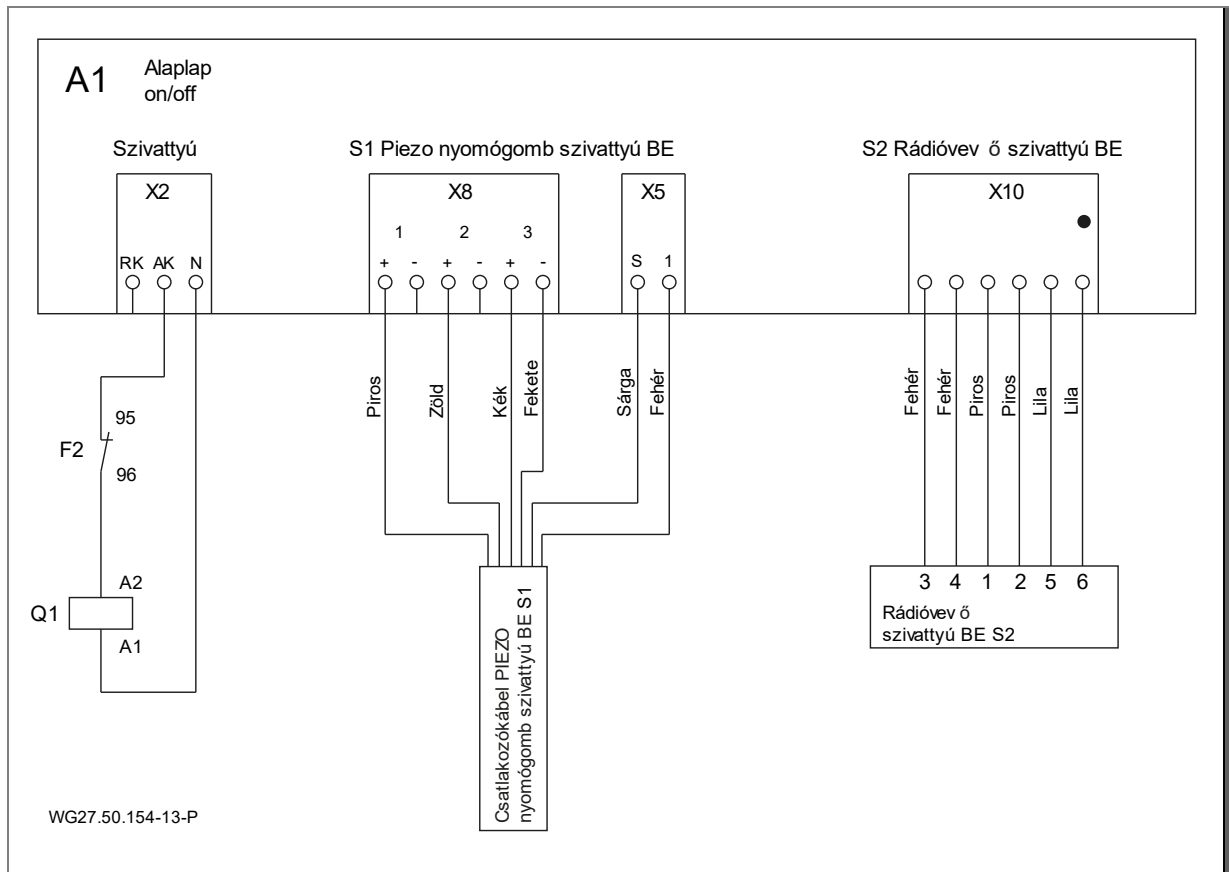 A1
Alaplap
on/off
Szivattyú
S1 Piezo nyomógomb szivattyú BE
S2 Rádióvev ő szivattyú BE
X2
X8
X5
X10
1 2 3
RK AK N
+ - + - + -
S 1
Piros
Zöld
Kék
Fekete
Sárga
Fehér
Fehér
Fehér
Piros
Piros
Lila
Lila
F2
95
96
Q1
A2
A1
Csatlakozókábel PIEZO
nyomógomb szivattyú BE S1
3 4 1 2 5 6
Rádióvev ő
szivattyú BE S2
WG27.50.154-13-P